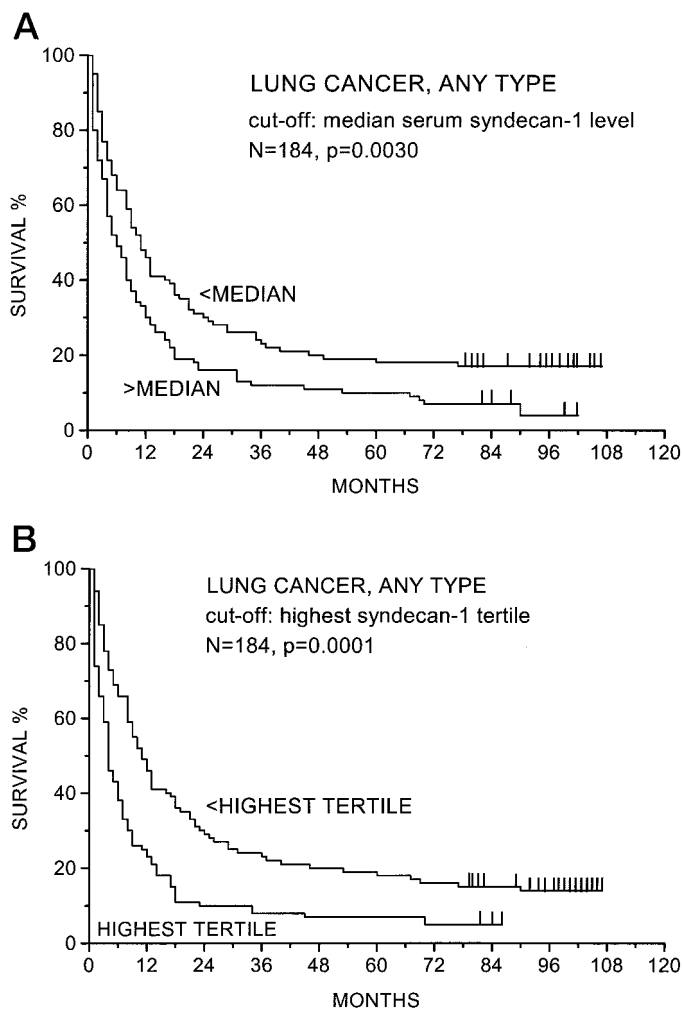 A
LUNG CANCER, ANY TYPE
cut-off: median serum syndecan-1 level
N=184, p=0.0030
100
80
60
40
20
0
SURVIVAL %
<MEDIAN
>MEDIAN
0 12 24 36 48 60 72 84 96 108 120
MONTHS
B
LUNG CANCER, ANY TYPE
cut-off: highest syndecan-1 tertile
N=184, p=0.0001
100
80
60
40
20
0
SURVIVAL %
<HIGHEST TERTILE
HIGHEST TERTILE
0 12 24 36 48 60 72 84 96 108 120
MONTHS